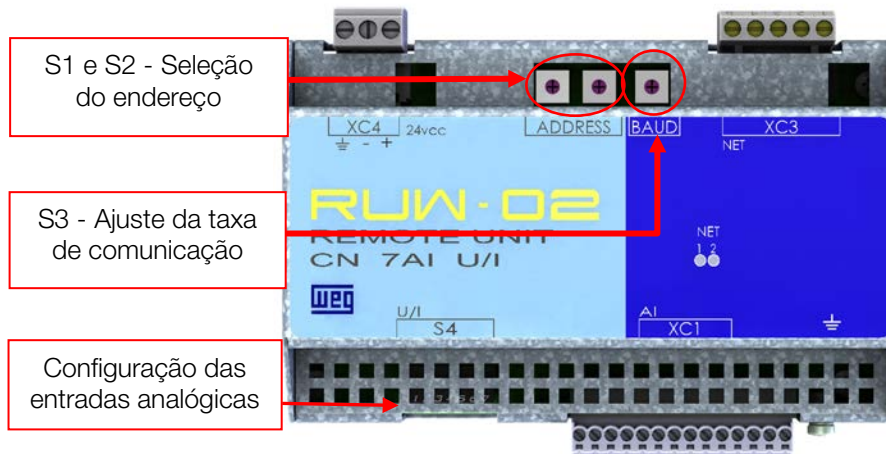 S1 e S2 - Seleção
do endereço
XC4
24vcc
ADDRESS
BAUD
XC3
- +
NET
RUW-02
S3 - Ajuste da taxa
de comunicação
REMOTE UNIT
NET
CN 7AI U/I
1 2
weg
U/I
AI
S4
XC1
Configuração das
entradas analógicas